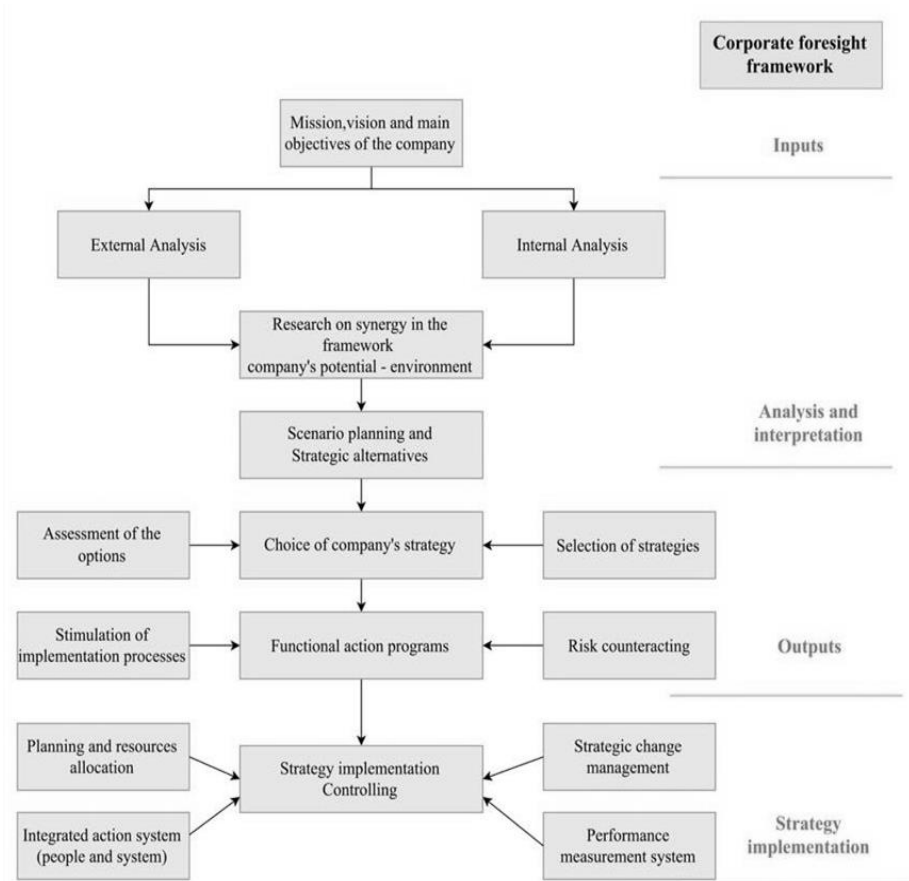 Corporate foresight
framework
Mission,vision and main
objectives of the company
Inputs
External Analysis
Internal Analysis
Research on synergy in the
framework
company's potential - environment
Analysis and
interpretation
Scenario planning and
Strategic alternatives
Assessment of the
options
Choice of company's strategy
Selection of strategies
Stimulation of
implementation processes
Functional action programs
Risk counteracting
Outputs
Planning and resources
allocation
Strategy implementation
Controlling
Strategic change
management
Integrated action system
(people and system)
Performance
measurement system
Strategy
implementation